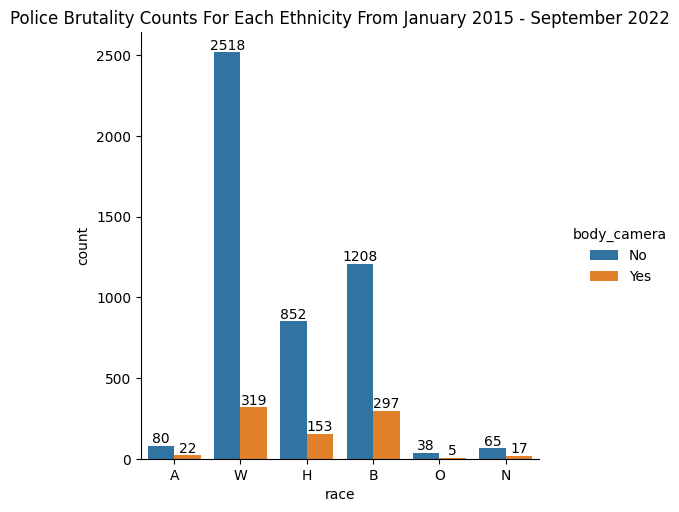 Police Brutality Counts For Each Ethnicity From January 2015 - September 2022
2500
2000
1500
1000
500
0
count
80
22
2518
319
852
153
1208
297
38
5
65
17
A W H B O N
race
body_camera
No
Yes